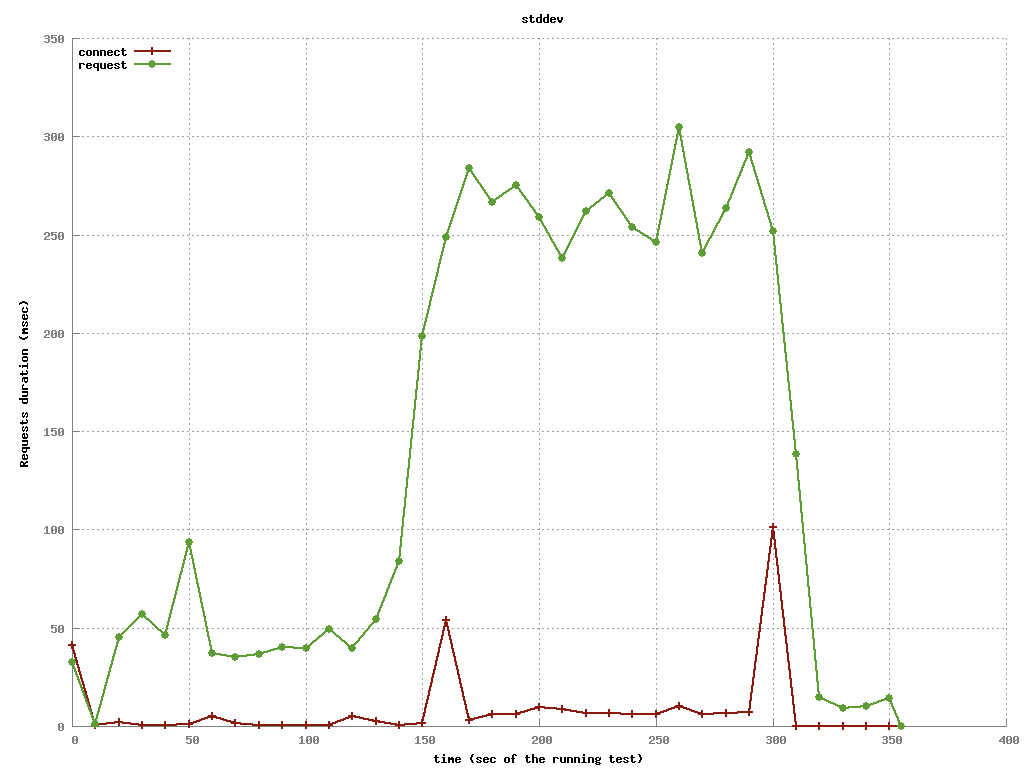 stddev
350
connect
request
300
250
200
150
100
50
0
Requests duration (msec)
0 50 100 150 200 250 300 350 400
time (sec of the running test)